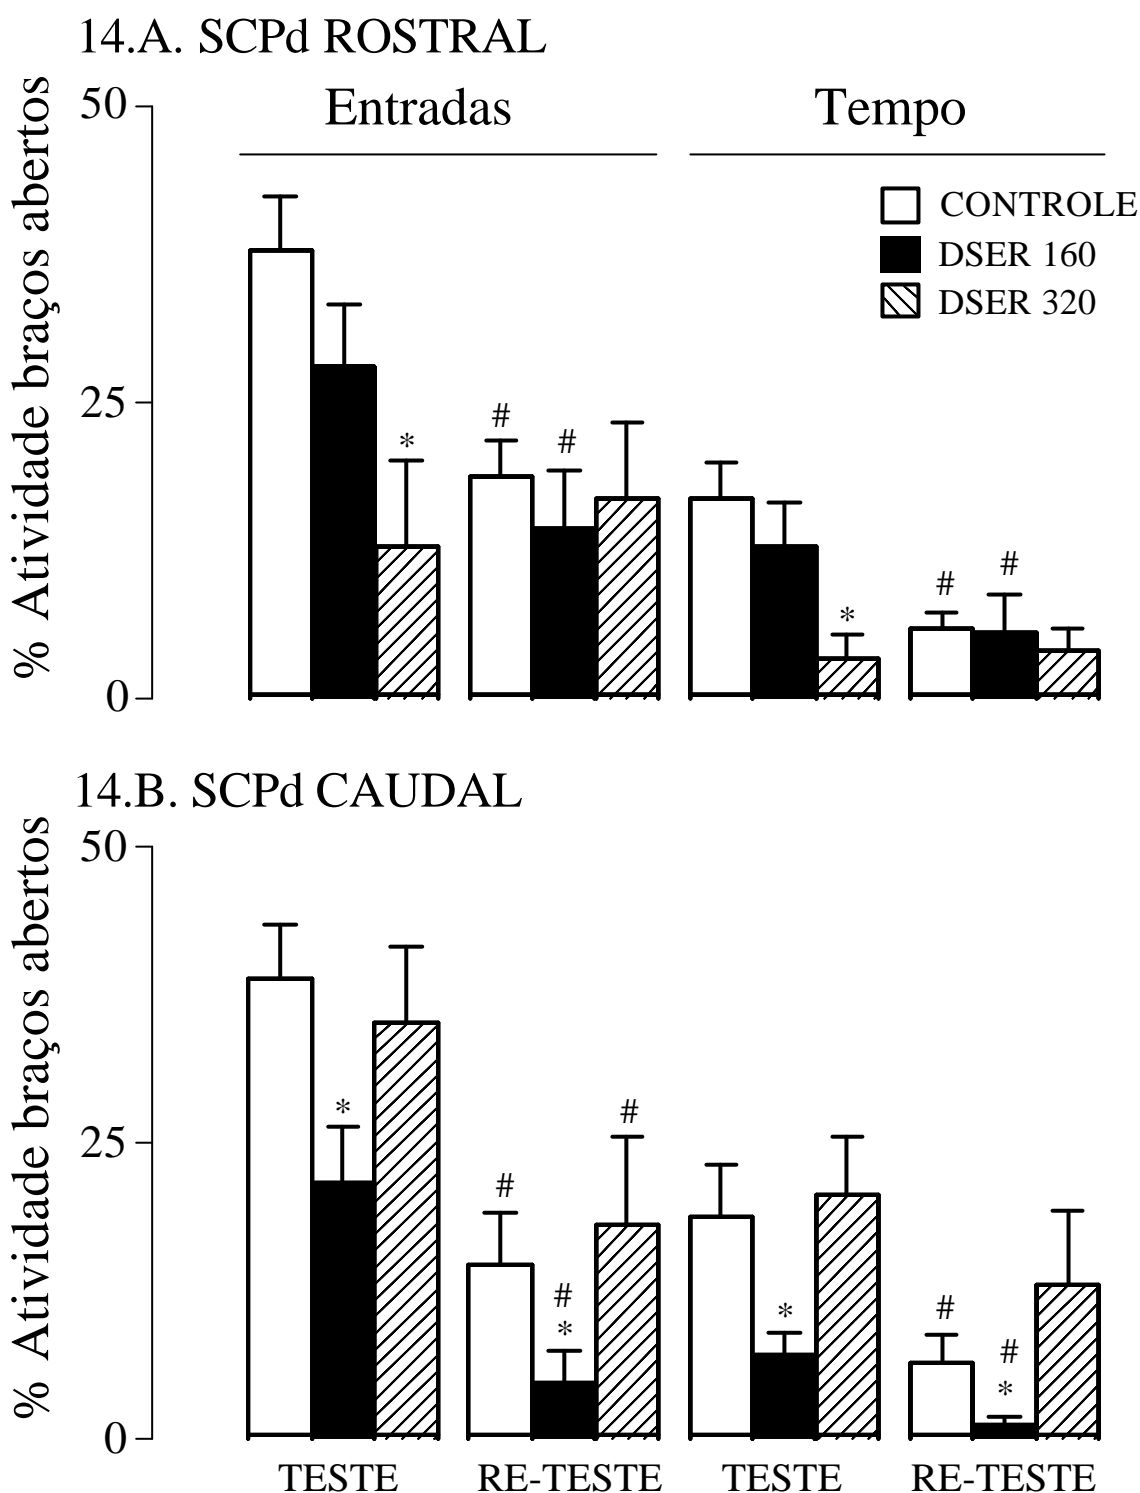 14.A. SCPd ROSTRAL
% Atividade braços abertos
50
25
0
Entradas
Tempo
CONTROLE
DSER 160
DSER 320
*
#
#
*
#
#
14.B. SCPd CAUDAL
% Atividade braços abertos
50
25
0
*
#
#
*
#
*
#
#
*
TESTE
RE-TESTE
TESTE
RE-TESTE